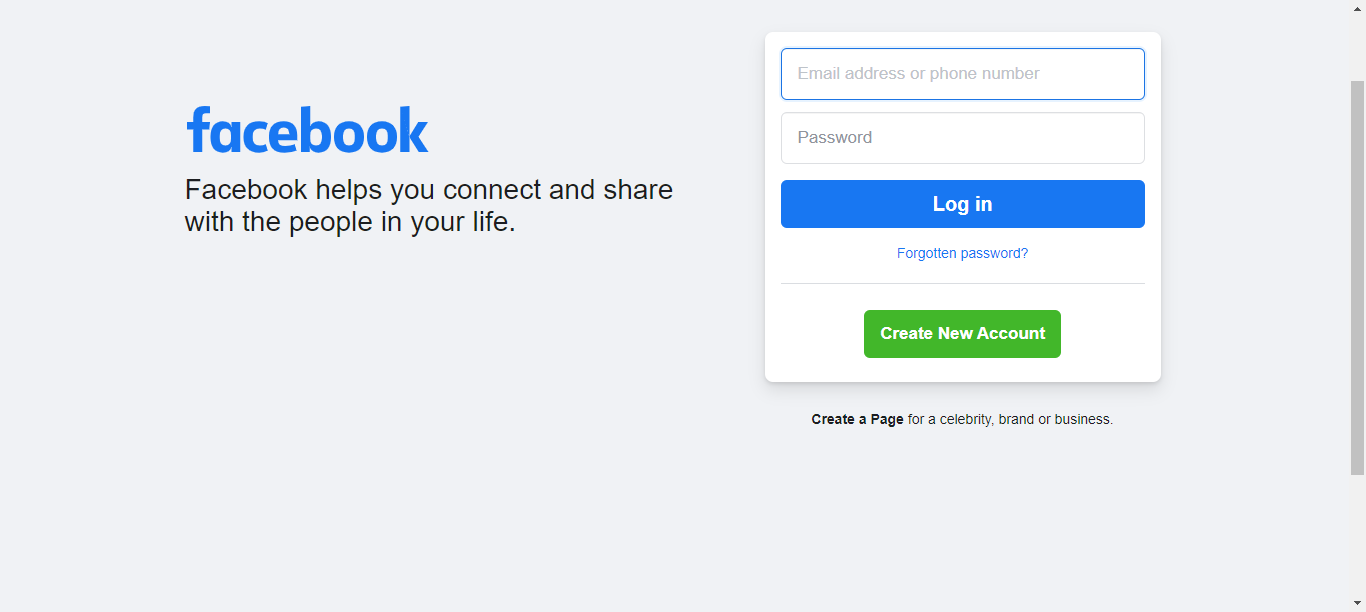 facebook
Facebook helps you connect and share
with the people in your life.
Email address or phone number
Password
Log in
Forgotten password?
Create New Account
Create a Page for a celebrity, brand or business.